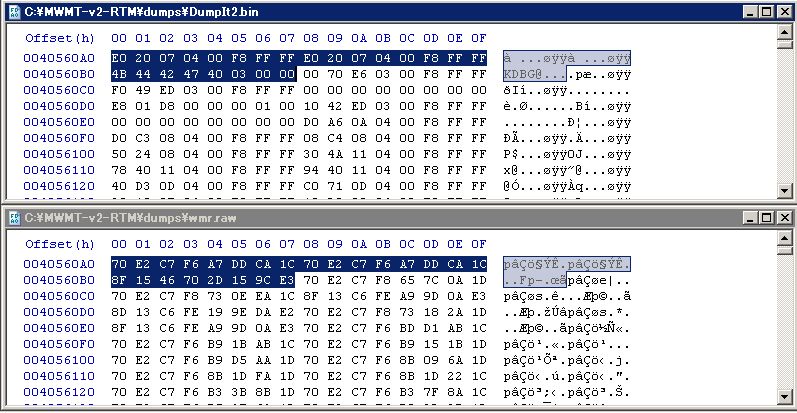 C:¥MWMT-v2-RTM¥dumps¥DumpIt2.bin
Offset(h) 00 01 02 03 04 05 06 07 08 09 0A 0B 0C 0D 0E 0F
0040560A0 E0 20 07 04 00 F8 FF FF E0 20 07 04 00 F8 FF FF à ...øÿÿà ...øÿÿ
0040560B0 4B 44 42 47 40 03 00 00 00 70 E6 03 00 F8 FF FF KDBG@....pæ..øÿÿ
0040560C0 F0 49 ED 03 00 F8 FF FF 00 00 00 00 00 00 00 00 ðIí..øÿÿ........
0040560D0 E8 01 D8 00 00 00 01 00 10 42 ED 03 00 F8 FF FF è.Ø......Bí..øÿÿ
0040560E0 00 00 00 00 00 00 00 00 D0 A6 0A 04 00 F8 FF FF ........Ð¦...øÿÿ
0040560F0 D0 C3 08 04 00 F8 FF FF 08 C4 08 04 00 F8 FF FF ÐÃ...øÿÿ.Ä...øÿÿ
004056100 50 24 08 04 00 F8 FF FF 30 4A 11 04 00 F8 FF FF P$...øÿÿ0J...øÿÿ
004056110 78 40 11 04 00 F8 FF FF 94 40 11 04 00 F8 FF FF x@...øÿÿ”@...øÿÿ
004056120 40 D3 0D 04 00 F8 FF FF C0 71 0D 04 00 F8 FF FF @Ó...øÿÿÀq...øÿÿ
C:¥MWMT-v2-RTM¥dumps¥wmr.raw
Offset(h) 00 01 02 03 04 05 06 07 08 09 0A 0B 0C 0D 0E 0F
0040560A0 70 E2 C7 F6 A7 DD CA 1C 70 E2 C7 F6 A7 DD CA 1C pâÇö§ÝÊ.pâÇö§ÝÊ.
0040560B0 8F 15 46 70 2D 15 9C E3 70 E2 C7 F8 65 7C 0A 1D ..Fp-.œãpâÇøe|..
0040560C0 70 E2 C7 F8 73 0E EA 1C 8F 13 C6 FE A9 9D 0A E3 pâÇøs.ê...Æþ©..ã
0040560D0 8D 13 C6 FE 19 9E DA E2 70 E2 C7 F8 73 18 2A 1D ..Æþ.žÚâpâÇøs.*.
0040560E0 8F 13 C6 FE A9 9D 0A E3 70 E2 C7 F6 BD D1 AB 1C ..Æþ©..ãpâÇö½Ñ«.
0040560F0 70 E2 C7 F6 B9 1B AB 1C 70 E2 C7 F6 B9 15 1B 1D pâÇö¹.«.pâÇö¹...
004056100 70 E2 C7 F6 B9 D5 AA 1D 70 E2 C7 F6 8B 09 6A 1D pâÇö¹Õª.pâÇö‹.j.
004056110 70 E2 C7 F6 8B 1D FA 1D 70 E2 C7 F6 8B 1D 22 1C pâÇö‹.ú.pâÇö‹.".
004056120 70 E2 C7 F6 B3 3B 8B 1D 70 E2 C7 F6 B3 7F 8A 1C pâÇö³;‹.pâÇö³.Š.